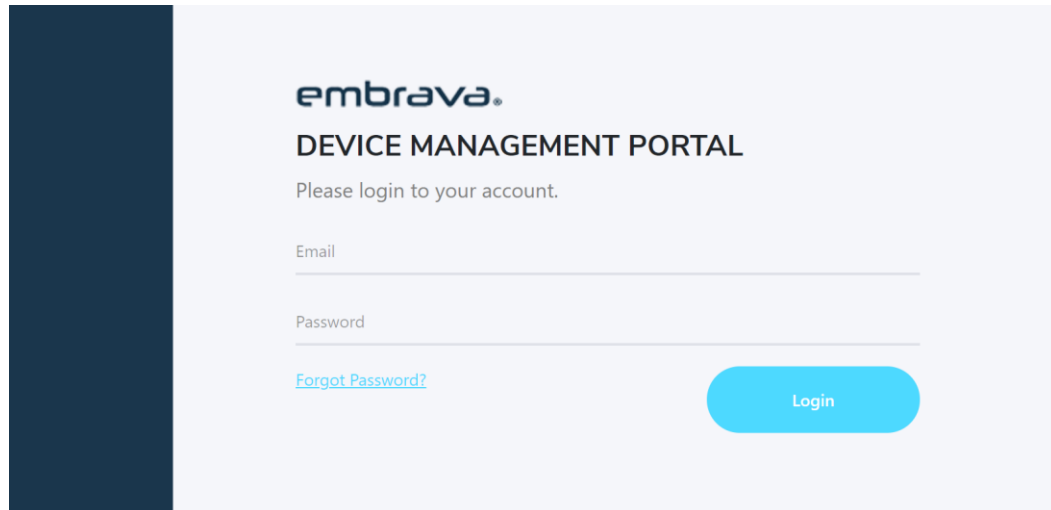 embrava®
DEVICE MANAGEMENT PORTAL
Please login to your account.
Email
Password
Forgot Password?
Login